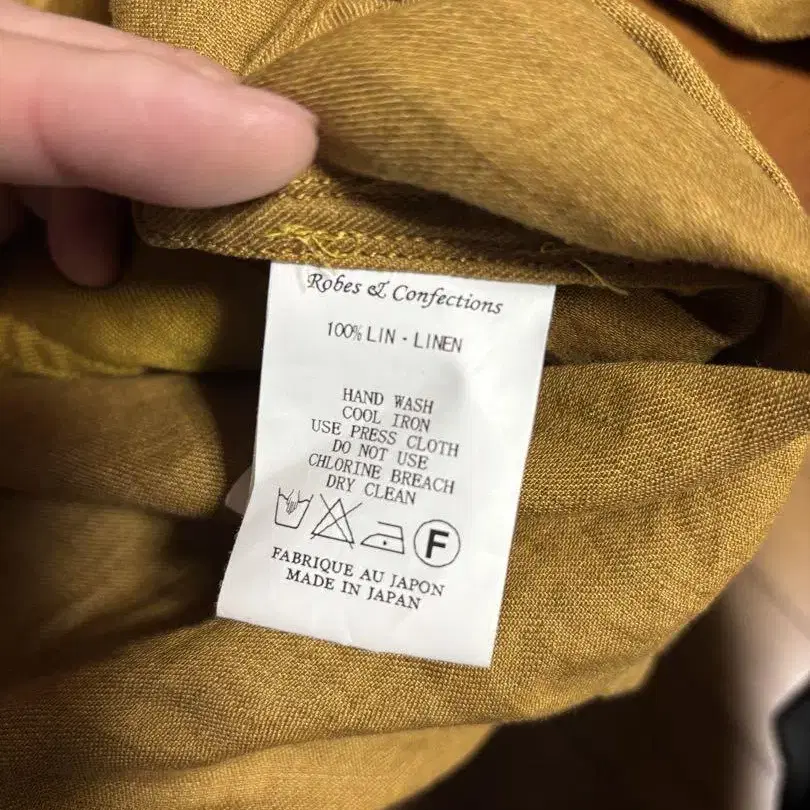 Robes & Confections
100% LIN - LINEN
HAND WASH
COOL IRON
USE PRESS CLOTH
DO NOT USE
CHLORINE BREACH
DRY CLEAN
F
FABRIQUE AU JAPON
MADE IN JAPAN